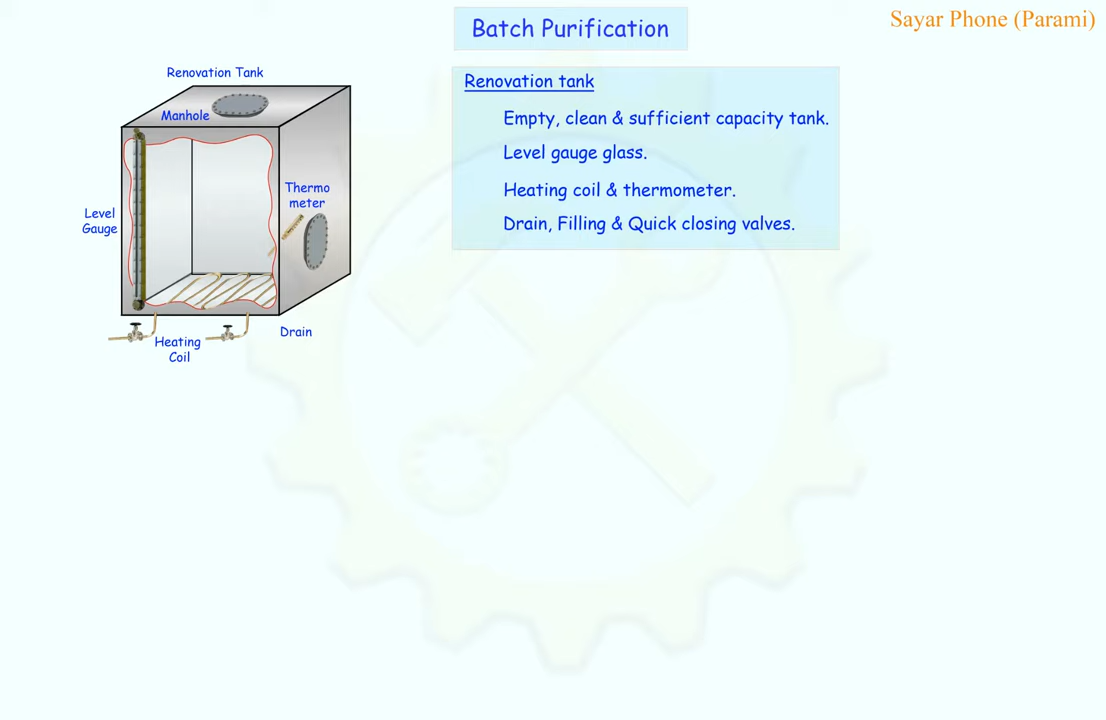 Batch Purification
Sayar Phone (Parami)
Renovation Tank
Manhole
Thermo
meter
Level
Gauge
Drain
Heating
Coil
Renovation tank
Empty, clean & sufficient capacity tank.
Level gauge glass.
Heating coil & thermometer.
Drain, Filling & Quick closing valves.